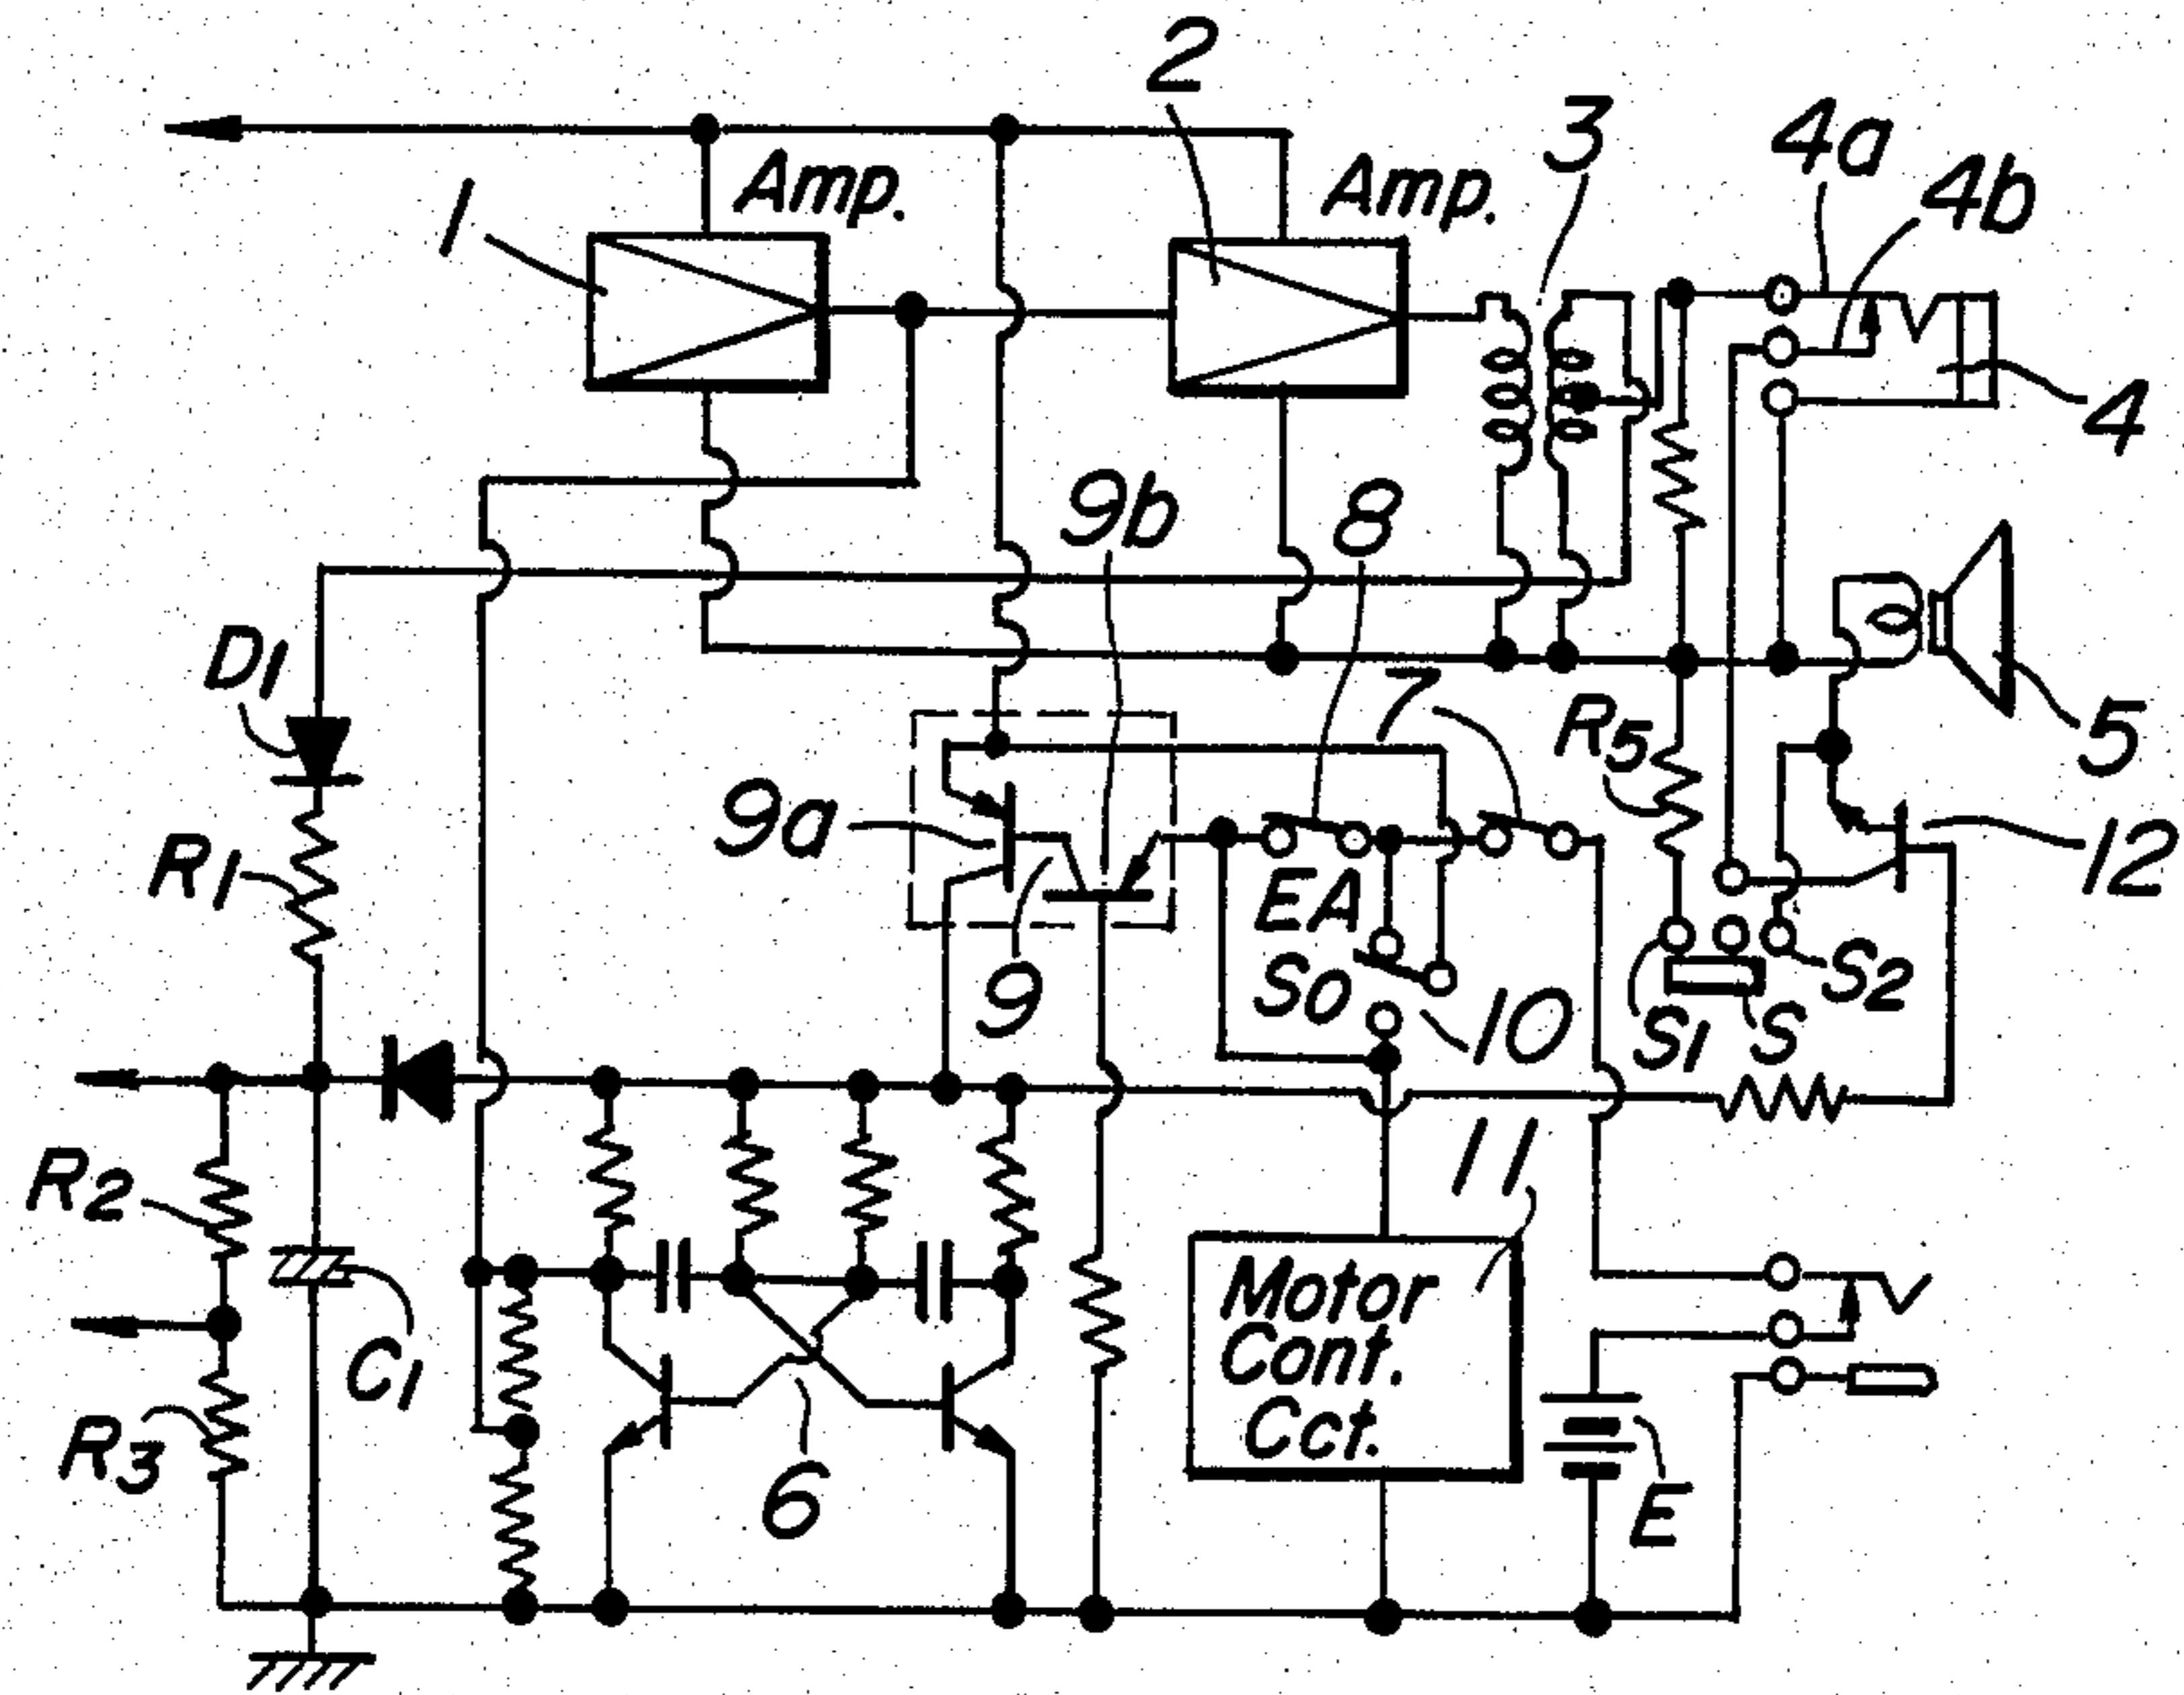 2
3
4a
4b
1
Amp.
Amp.
4
9b
8
D1
7
R5
5
9a
R1
EA
12
9
So
10
S1
S
S2
R2
11
Motor
Cont.
Cct.
C1
R3
6
E